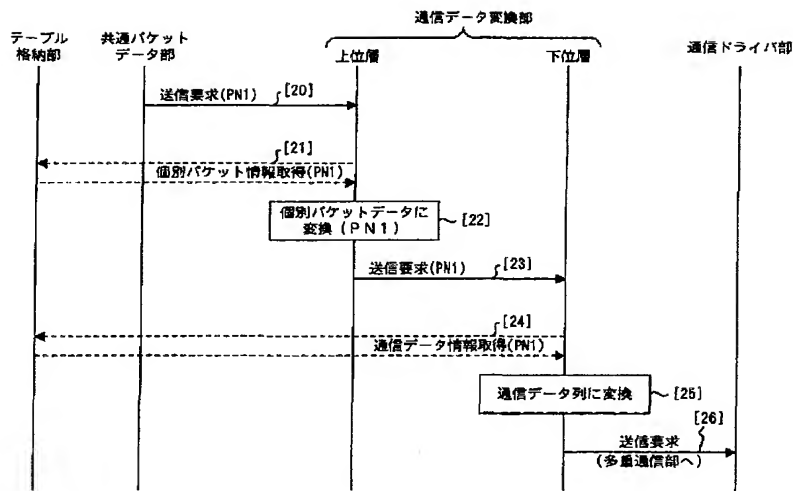 通信データ変換部
テーブル
格納部
共通パケット
データ部
上位層
下位層
通信ドライバ部
送信要求(PN1)
[20]
[21]
個別パケット情報取得(PN1)
個別パケットデータに
変換(PN1)
[22]
送信要求(PN1)
[23]
[24]
通信データ情報取得(PN1)
通信データ列に変換
[25]
[26]
送信要求
(多重通信部へ)